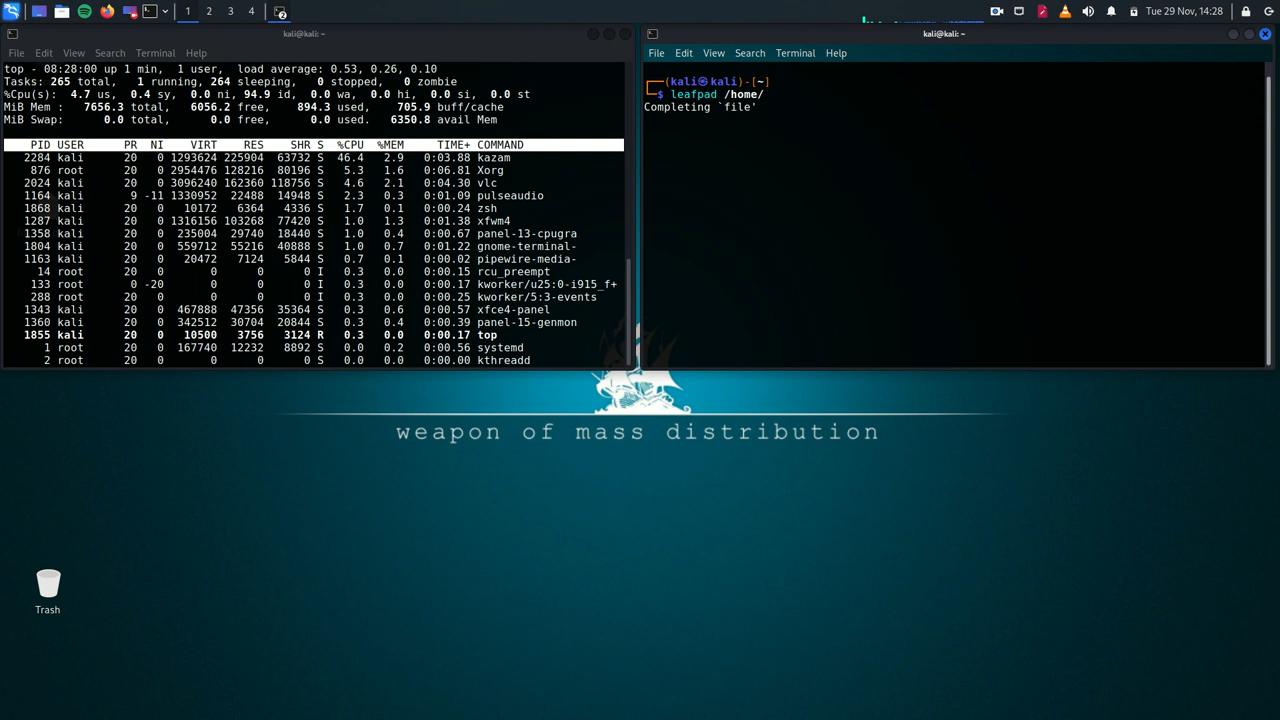 1 2 3 4 2 Tue 29 Nov, 14:28
kali@kali: ~
File Edit View Search Terminal Help
top - 08:28:00 up 1 min,  1 user,  load average: 0.53, 0.26, 0.10
Tasks: 265 total,   1 running, 264 sleeping,   0 stopped,   0 zombie
%Cpu(s):  4.7 us,  0.4 sy,  0.0 ni, 94.9 id,  0.0 wa,  0.0 hi,  0.0 si,  0.0 st
MiB Mem :   7656.3 total,   6056.2 free,    894.3 used,    705.9 buff/cache
MiB Swap:      0.0 total,      0.0 free,      0.0 used.   6350.8 avail Mem
PID USER PR NI VIRT RES SHR S %CPU %MEM TIME+ COMMAND
2284 kali 20 0 1293624 225904 63732 S 46.4 2.9 0:03.88 kazam
876 root 20 0 2954476 128216 80196 S 5.3 1.6 0:06.81 Xorg
2024 kali 20 0 3096240 162360 118756 S 4.6 2.1 0:04.30 vlc
1164 kali 9 -11 1330952 22488 14948 S 2.3 0.3 0:01.09 pulseaudio
1868 kali 20 0 10172 6364 4336 S 1.7 0.1 0:00.24 zsh
1287 kali 20 0 1316156 103268 77420 S 1.0 1.3 0:01.38 xfwm4
1358 kali 20 0 235004 29740 18440 S 1.0 0.4 0:00.67 panel-13-cpugra
1804 kali 20 0 559712 55216 40888 S 1.0 0.7 0:01.22 gnome-terminal-
1163 kali 20 0 20472 7124 5844 S 0.7 0.1 0:00.02 pipewire-media-
14 root 20 0 0 0 0 I 0.3 0.0 0:00.15 rcu_preempt
133 root 0 -20 0 0 0 I 0.3 0.0 0:00.17 kworker/u25:0-i915_f+
288 root 20 0 0 0 0 I 0.3 0.0 0:00.25 kworker/5:3-events
1343 kali 20 0 467888 47356 35364 S 0.3 0.6 0:00.57 xfce4-panel
1360 kali 20 0 342512 30704 20844 S 0.3 0.4 0:00.39 panel-15-genmon
1855 kali 20 0 10500 3756 3124 R 0.3 0.0 0:00.17 top
1 root 20 0 167740 12232 8892 S 0.0 0.2 0:00.56 systemd
2 root 20 0 0 0 0 S 0.0 0.0 0:00.00 kthreadd
kali@kali: ~
File Edit View Search Terminal Help
(kali㉿kali)-[~]
$ leafpad /home/
Completing `file'
weapon of mass distribution
Trash